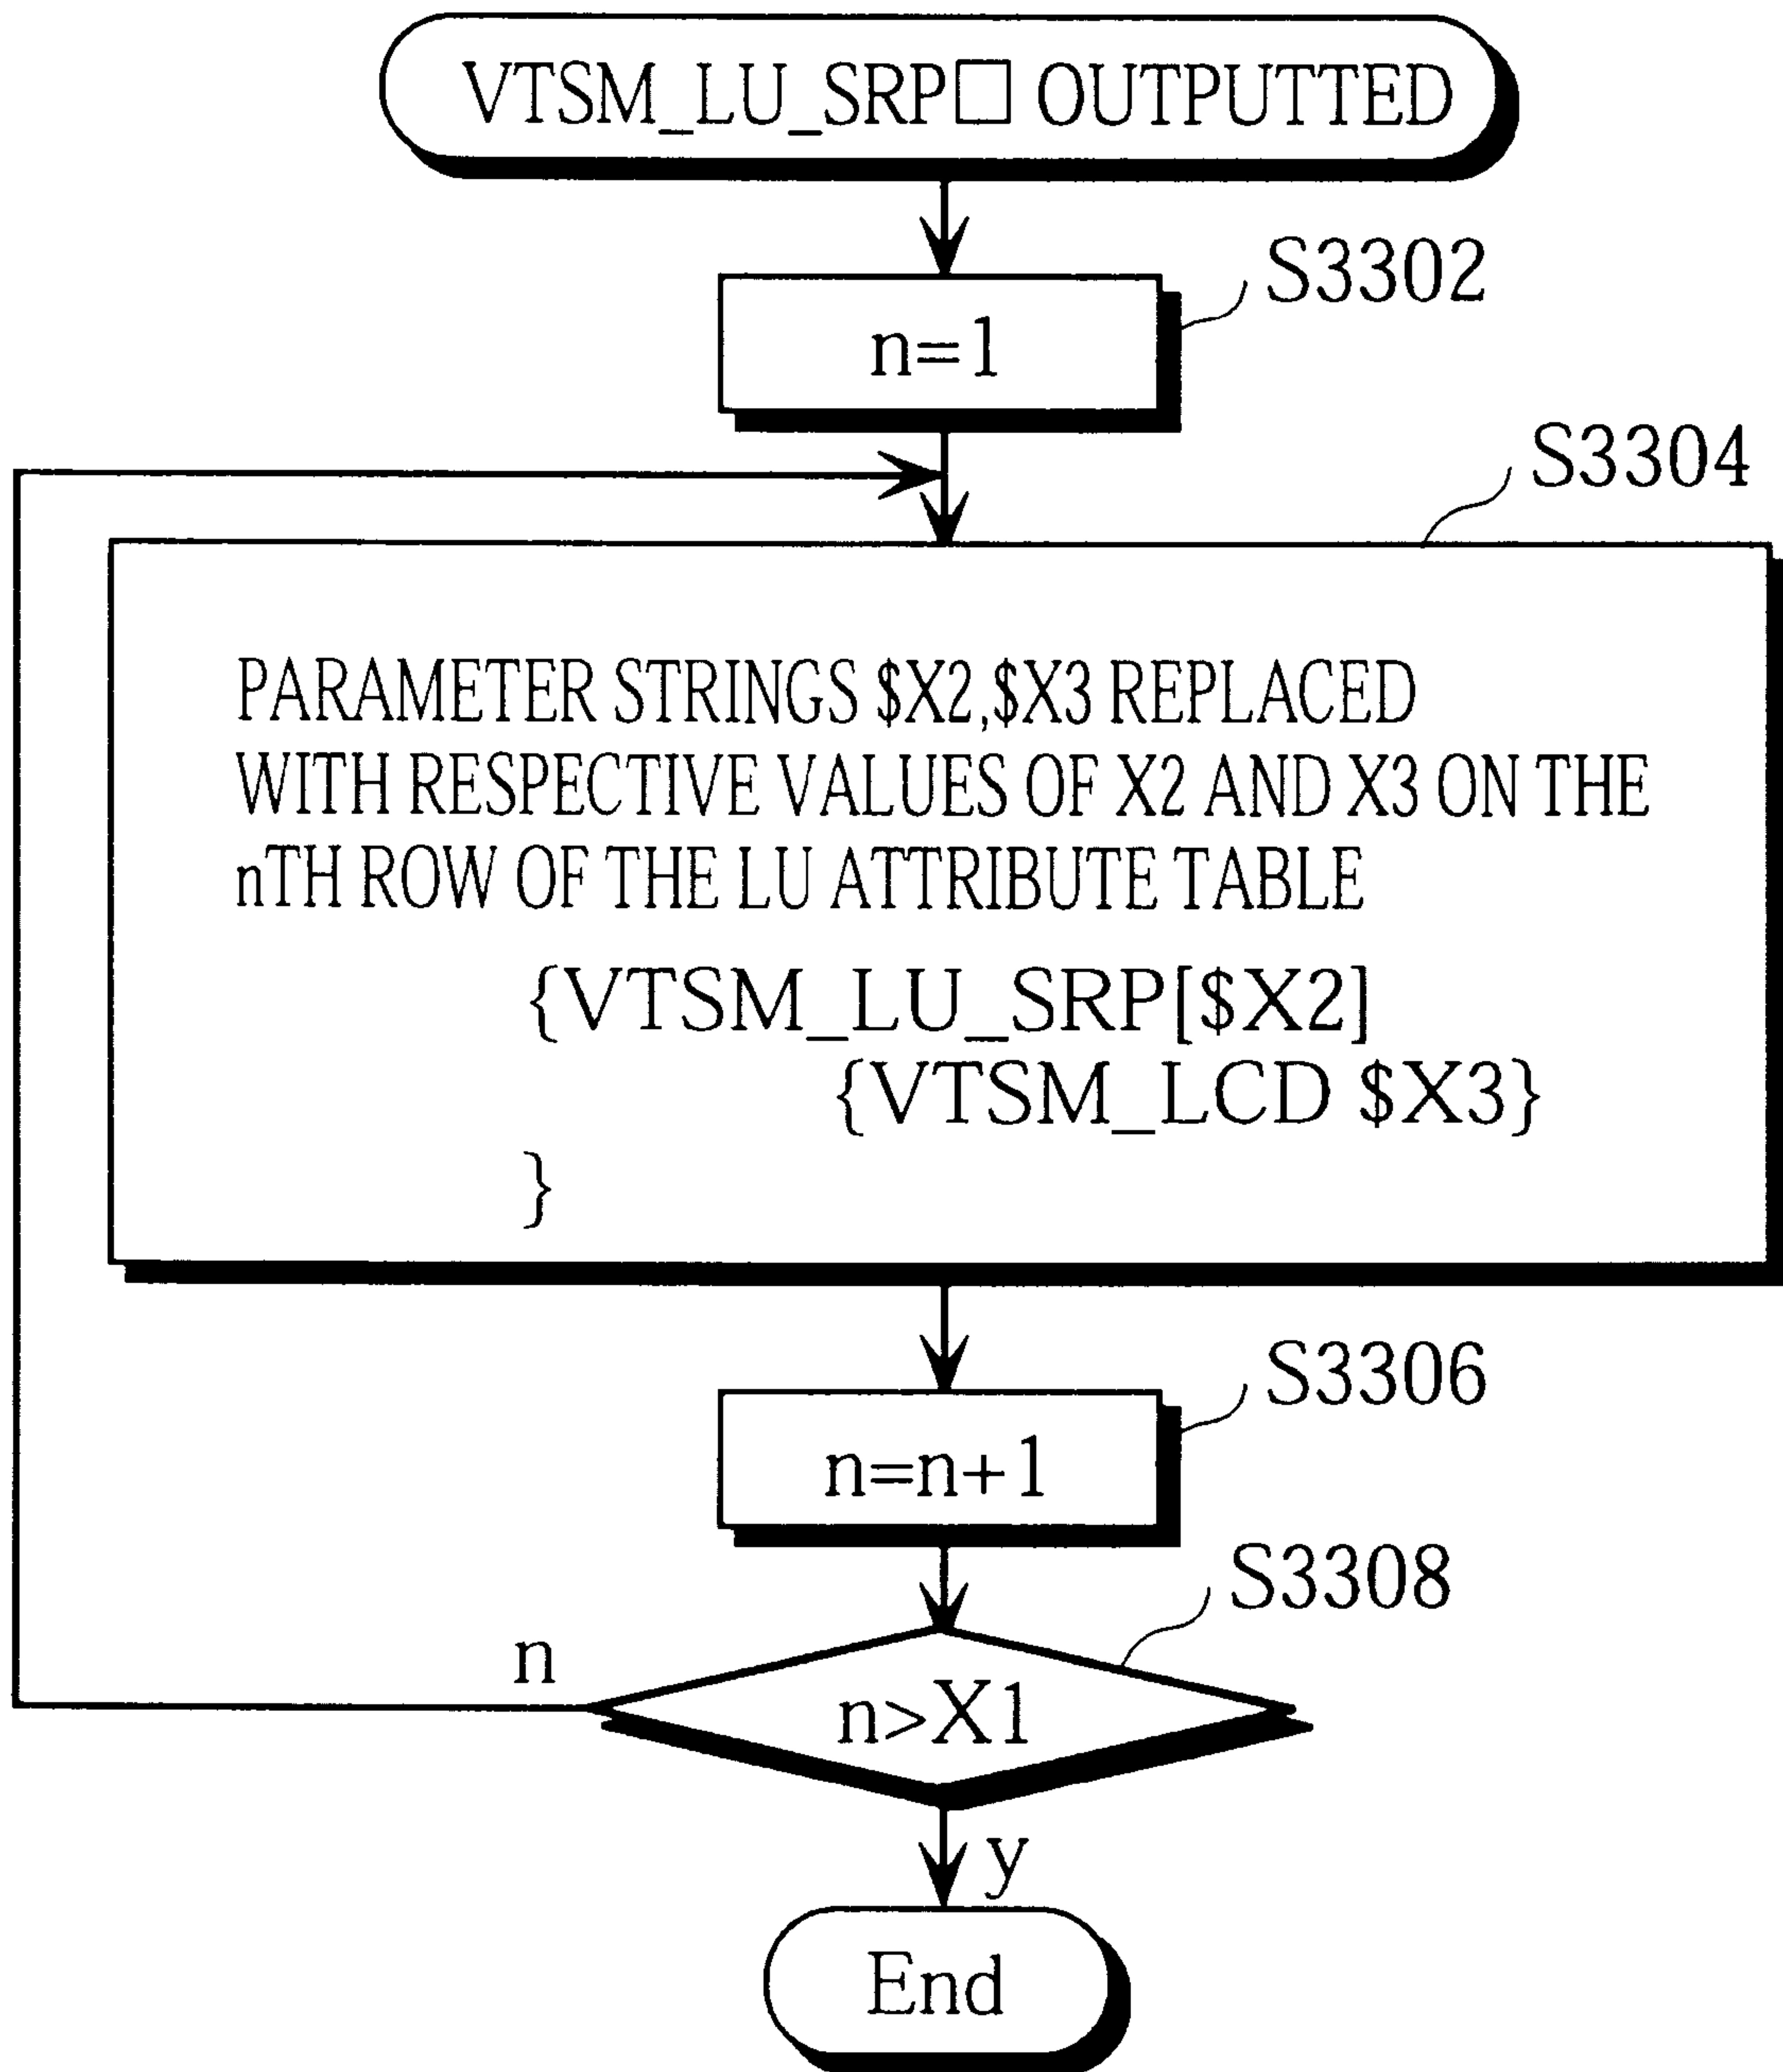 VTSM_LU_SRP□ OUTPUTTED
S3302
n=1
S3304
PARAMETER STRINGS $X2,$X3 REPLACED
WITH RESPECTIVE VALUES OF X2 AND X3 ON THE
nTH ROW OF THE LU ATTRIBUTE TABLE
{VTSM_LU_SRP[$X2]
{VTSM_LCD $X3}
}
S3306
n=n+1
S3308
n
n>X1
y
End